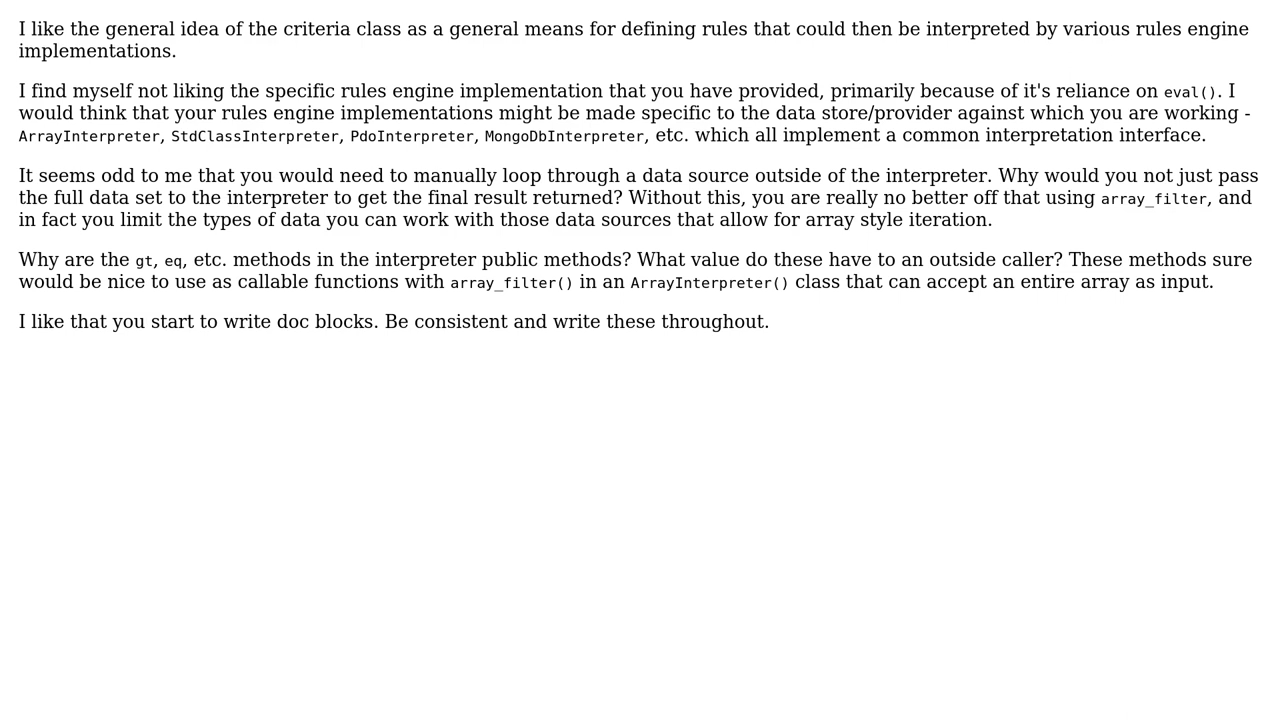 I like the general idea of the criteria class as a general means for defining rules that could then be interpreted by various rules engine
implementations.
I find myself not liking the specific rules engine implementation that you have provided, primarily because of it's reliance on eval(). I
would think that your rules engine implementations might be made specific to the data store/provider against which you are working -
ArrayInterpreter, StdClassInterpreter, PdoInterpreter, MongoDbInterpreter, etc. which all implement a common interpretation interface.
It seems odd to me that you would need to manually loop through a data source outside of the interpreter. Why would you not just pass
the full data set to the interpreter to get the final result returned? Without this, you are really no better off that using array_filter, and
in fact you limit the types of data you can work with those data sources that allow for array style iteration.
Why are the gt, eq, etc. methods in the interpreter public methods? What value do these have to an outside caller? These methods sure
would be nice to use as callable functions with array_filter() in an ArrayInterpreter() class that can accept an entire array as input.
I like that you start to write doc blocks. Be consistent and write these throughout.